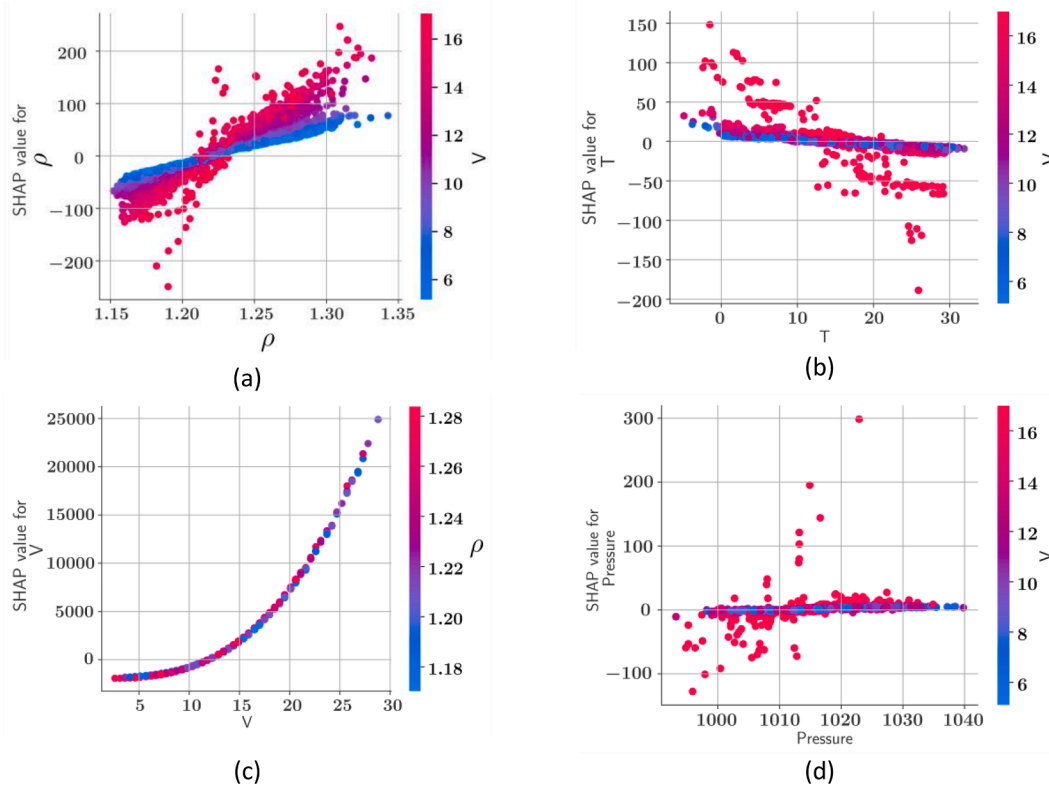 200
100
0
−100
−200
SHAP value for
ρ
1.15 1.20 1.25 1.30 1.35
ρ
16
14
12
10
8
6
V
(a)
150
100
50
0
−50
−100
−150
−200
SHAP value for
T
0 10 20 30
T
16
14
12
10
8
6
V
(b)
25000
20000
15000
10000
5000
0
SHAP value for
V
5 10 15 20 25 30
V
1.28
1.26
1.24
1.22
1.20
1.18
ρ
(c)
300
200
100
0
−100
SHAP value for
Pressure
1000 1010 1020 1030 1040
Pressure
16
14
12
10
8
6
V
(d)